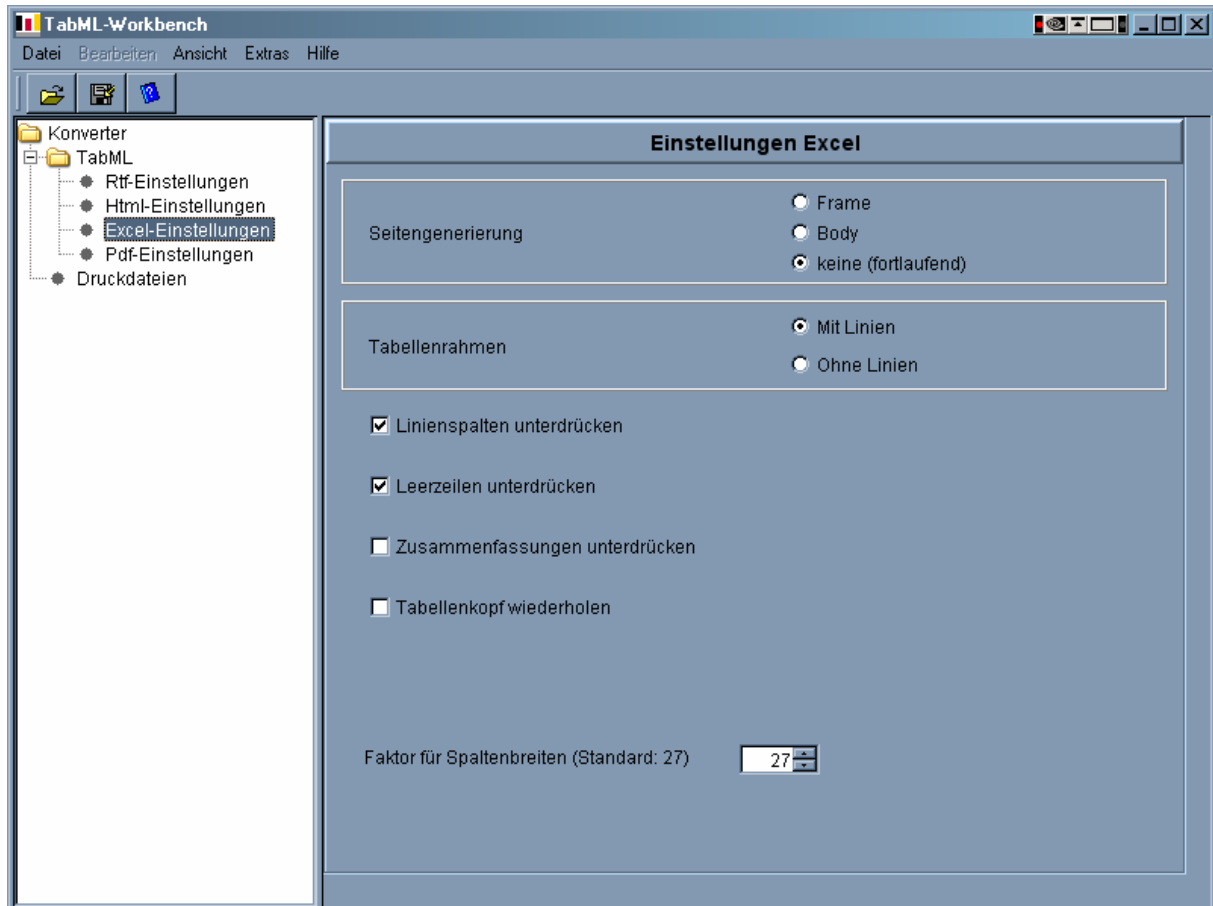 TabML-Workbench
Datei Bearbeiten Ansicht Extras Hilfe
Konverter
TabML
Rtf-Einstellungen
Html-Einstellungen
Excel-Einstellungen
Pdf-Einstellungen
Druckdateien
Einstellungen Excel
Seitengenerierung
Frame
Body
keine (fortlaufend)
Tabellenrahmen
Mit Linien
Ohne Linien
Linienspalten unterdrücken
Leerzeilen unterdrücken
Zusammenfassungen unterdrücken
Tabellenkopf wiederholen
Faktor für Spaltenbreiten (Standard: 27) 27